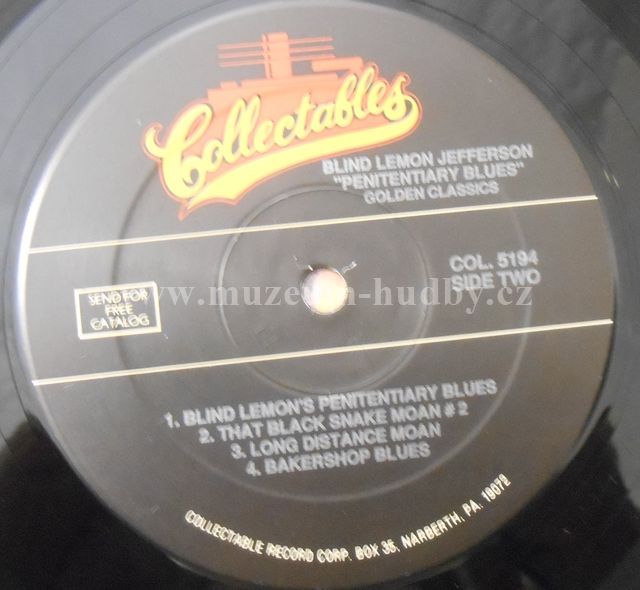 Collectables
BLIND LEMON JEFFERSON
"PENITENTIARY BLUES"
GOLDEN CLASSICS
COL. 5194
SIDE TWO
SEND FOR
FREE
CATALOG
www.muzeum-hudby.cz
1. BLIND LEMON'S PENITENTIARY BLUES
2. THAT BLACK SNAKE MOAN # 2
3. LONG DISTANCE MOAN
4. BAKERSHOP BLUES
COLLECTABLE RECORD CORP. BOX 35, NARBERTH, PA. 19072